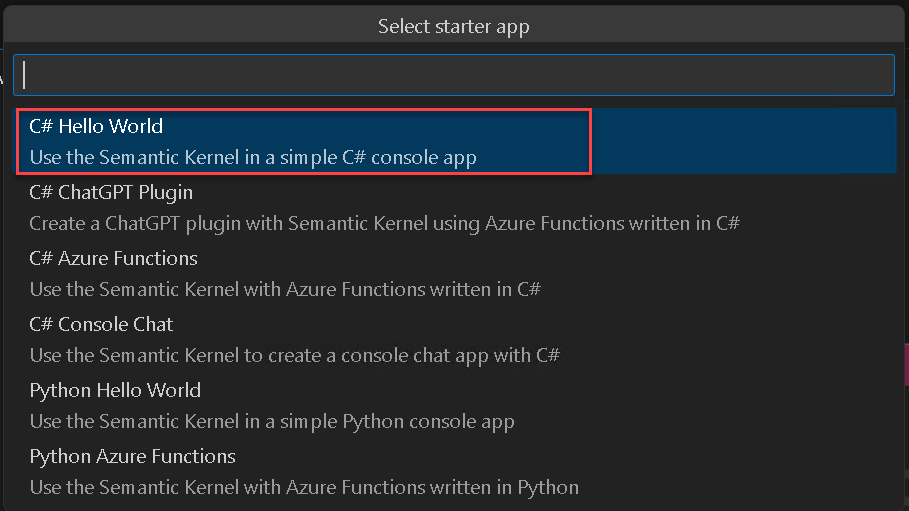 Select starter app
C# Hello World
Use the Semantic Kernel in a simple C# console app
C# ChatGPT Plugin
Create a ChatGPT plugin with Semantic Kernel using Azure Functions written in C#
C# Azure Functions
Use the Semantic Kernel with Azure Functions written in C#
C# Console Chat
Use the Semantic Kernel to create a console chat app with C#
Python Hello World
Use the Semantic Kernel in a simple Python console app
Python Azure Functions
Use the Semantic Kernel with Azure Functions written in Python